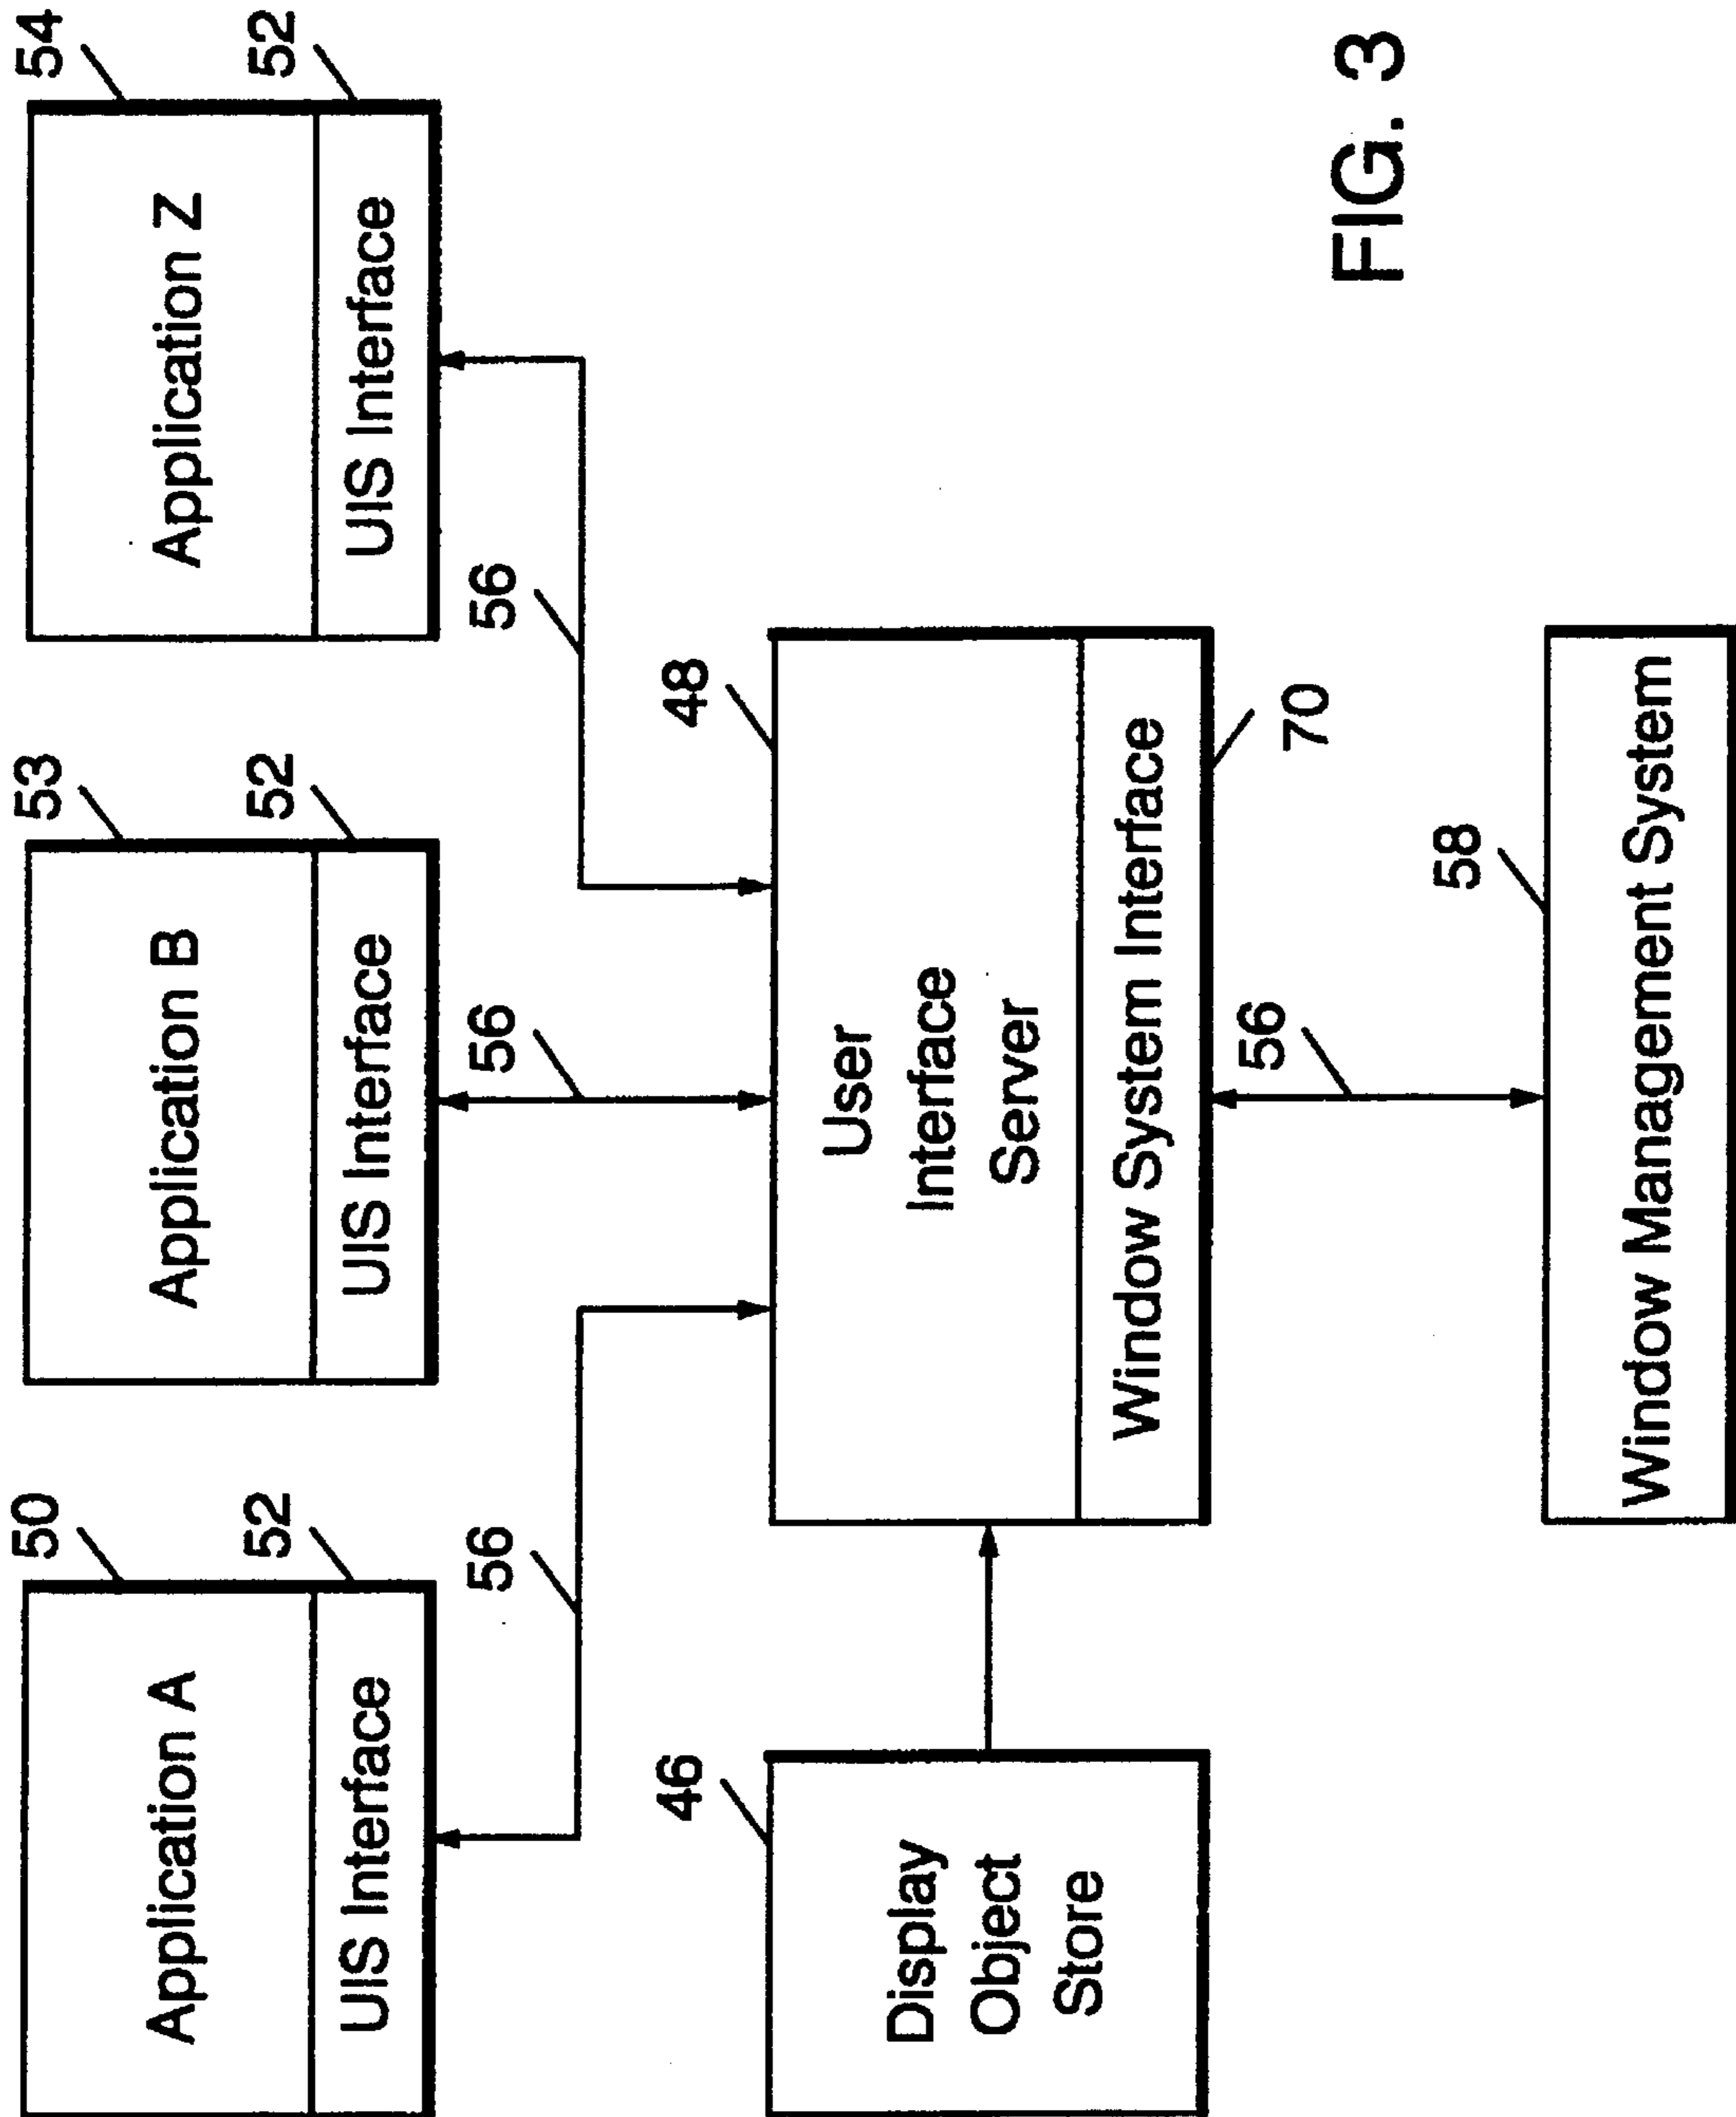 50
53
54
Application A
Application B
Application Z
52
52
52
UIS Interface
UIS Interface
UIS Interface
56
56
56
46
48
Display
Object
Store
User
Interface
Server
Window System Interface
70
56
FIG. 3
58
Window Management System